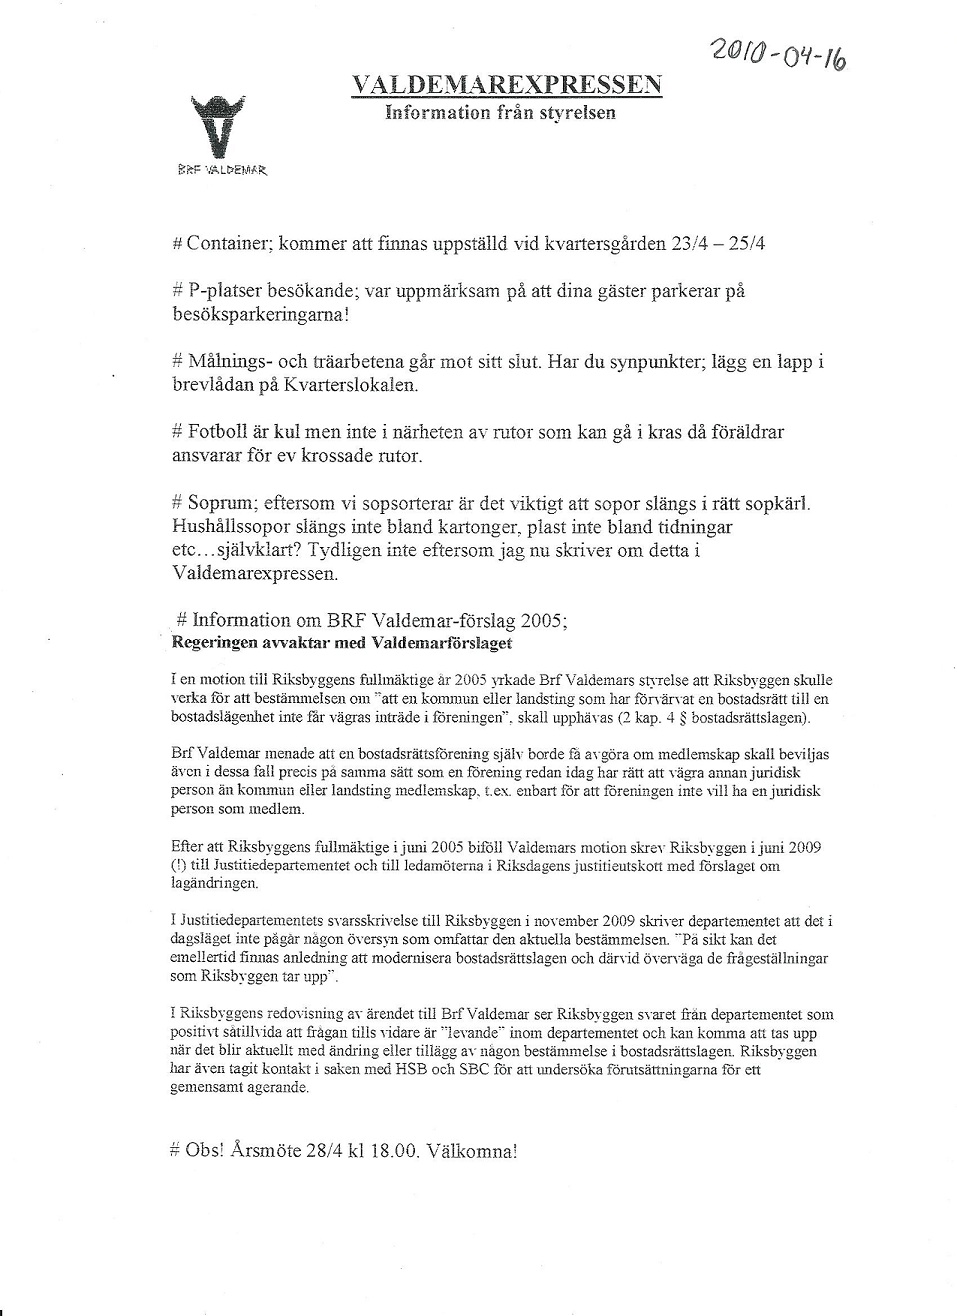 2010-04-16
VALDEMAREXPRESSEN
Information från styrelsen
BRF VALDEMAR
# Container; kommer att finnas uppställd vid kvartersgården 23/4 – 25/4
# P-platser besökande; var uppmärksam på att dina gäster parkerar på
besöksparkeringarna!
# Målnings- och träarbetena går mot sitt slut. Har du synpunkter; lägg en lapp i
brevlådan på Kvarterslokalen.
# Fotboll är kul men inte i närheten av rutor som kan gå i kras då föräldrar
ansvarar för ev krossade rutor.
# Soprum; eftersom vi sopsorterar är det viktigt att sopor slängs i rätt sopkärl.
Hushållssopor slängs inte bland kartonger, plast inte bland tidningar
etc…självklart? Tydligen inte eftersom jag nu skriver om detta i
Valdemarexpressen.
# Information om BRF Valdemar-förslag 2005;
Regeringen avvaktar med Valdemarförslaget
I en motion till Riksbyggens fullmäktige år 2005 yrkade Brf Valdemars styrelse att Riksbyggen skulle
verka för att bestämmelsen om "att en kommun eller landsting som har förvärvat en bostadsrätt till en
bostadslägenhet inte får vägras inträde i föreningen", skall upphävas (2 kap. 4 § bostadsrättslagen).
Brf Valdemar menade att en bostadsrättsförening själv borde få avgöra om medlemskap skall beviljas
även i dessa fall precis på samma sätt som en förening redan idag har rätt att vägra annan juridisk
person än kommun eller landsting medlemskap, t.ex. enbart för att föreningen inte vill ha en juridisk
person som medlem.
Efter att Riksbyggens fullmäktige i juni 2005 biföll Valdemars motion skrev Riksbyggen i juni 2009
(!) till Justitiedepartementet och till ledamöterna i Riksdagens justitieutskott med förslaget om
lagändringen.
I Justitiedepartementets svarsskrivelse till Riksbyggen i november 2009 skriver departementet att det i
dagsläget inte pågår någon översyn som omfattar den aktuella bestämmelsen. "På sikt kan det
emellertid finnas anledning att modernisera bostadsrättslagen och därvid överväga de frågeställningar
som Riksbyggen tar upp".
I Riksbyggens redovisning av ärendet till Brf Valdemar ser Riksbyggen svaret från departementet som
positivt såtillvida att frågan tills vidare är "levande" inom departementet och kan komma att tas upp
när det blir aktuellt med ändring eller tillägg av någon bestämmelse i bostadsrättslagen. Riksbyggen
har även tagit kontakt i saken med HSB och SBC för att undersöka förutsättningarna för ett
gemensamt agerande.
# Obs! Årsmöte 28/4 kl 18.00. Välkomna!